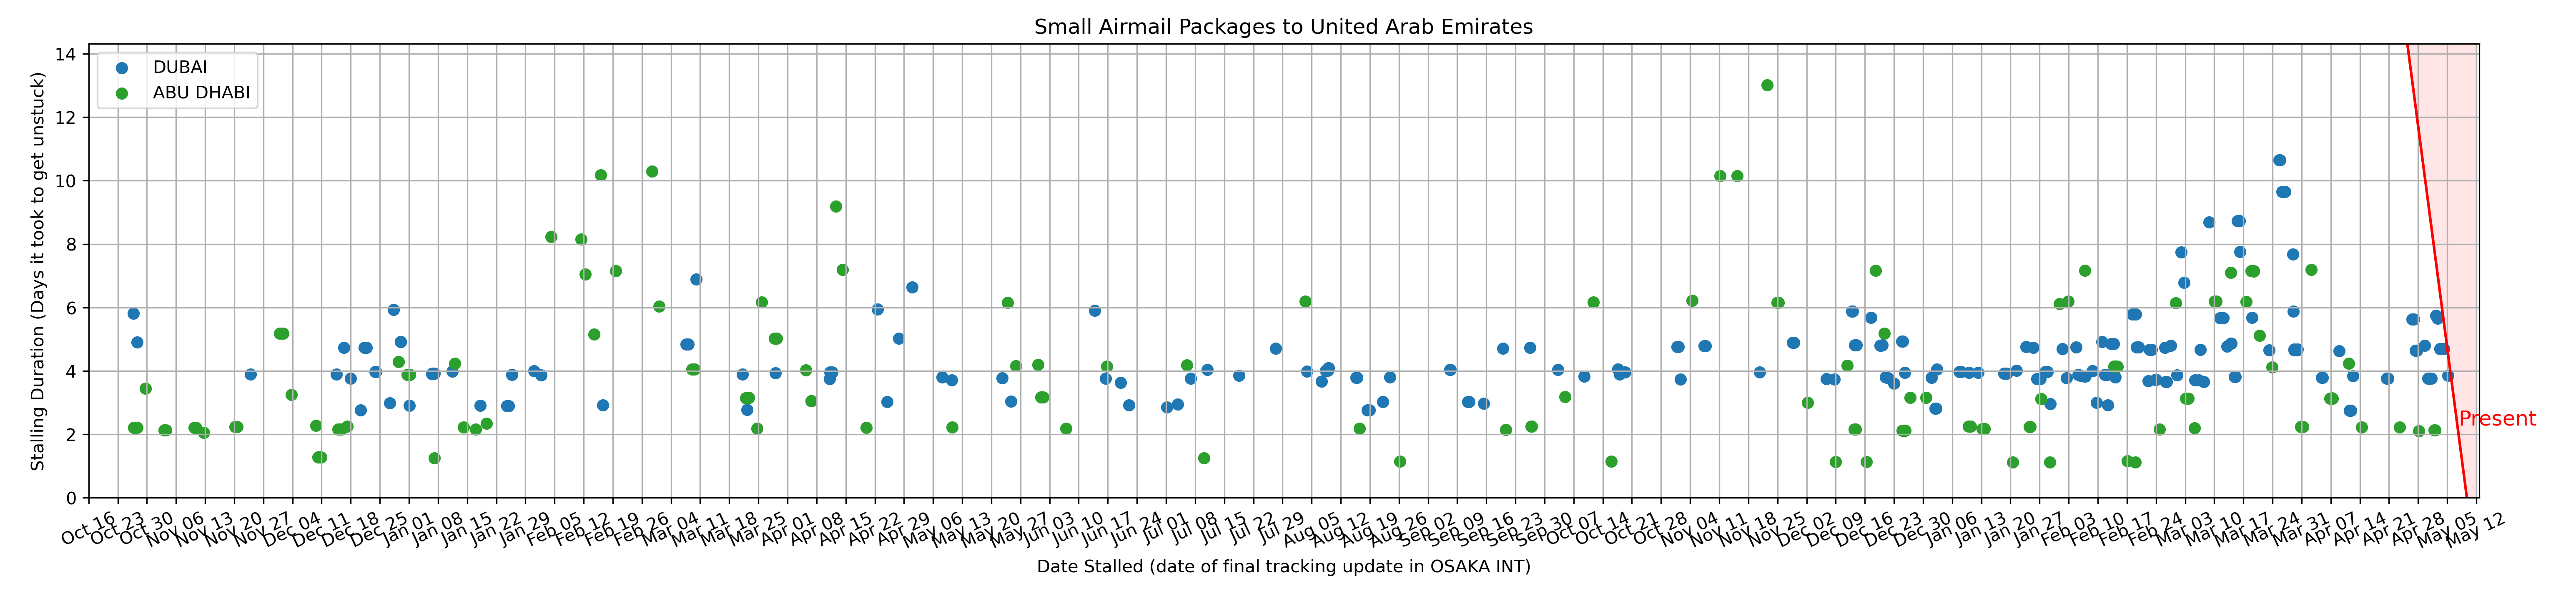 Small Airmail Packages to United Arab Emirates
DUBAI
ABU DHABI
Stalling Duration (Days it took to get unstuck)
14
12
10
8
6
4
2
0
Present
Oct 16
Oct 23
Oct 30
Nov 06
Nov 13
Nov 20
Nov 27
Dec 04
Dec 11
Dec 18
Dec 25
Jan 01
Jan 08
Jan 15
Jan 22
Jan 29
Feb 05
Feb 12
Feb 19
Feb 26
Mar 04
Mar 11
Mar 18
Mar 25
Apr 01
Apr 08
Apr 15
Apr 22
Apr 29
May 06
May 13
May 20
May 27
Jun 03
Jun 10
Jun 17
Jun 24
Jul 01
Jul 08
Jul 15
Jul 22
Jul 29
Aug 05
Aug 12
Aug 19
Aug 26
Sep 02
Sep 09
Sep 16
Sep 23
Sep 30
Oct 07
Oct 14
Oct 21
Oct 28
Nov 04
Nov 11
Nov 18
Nov 25
Dec 02
Dec 09
Dec 16
Dec 23
Dec 30
Jan 06
Jan 13
Jan 20
Jan 27
Feb 03
Feb 10
Feb 17
Feb 24
Mar 03
Mar 10
Mar 17
Mar 24
Mar 31
Apr 07
Apr 14
Apr 21
Apr 28
May 05
May 12
Date Stalled (date of final tracking update in OSAKA INT)